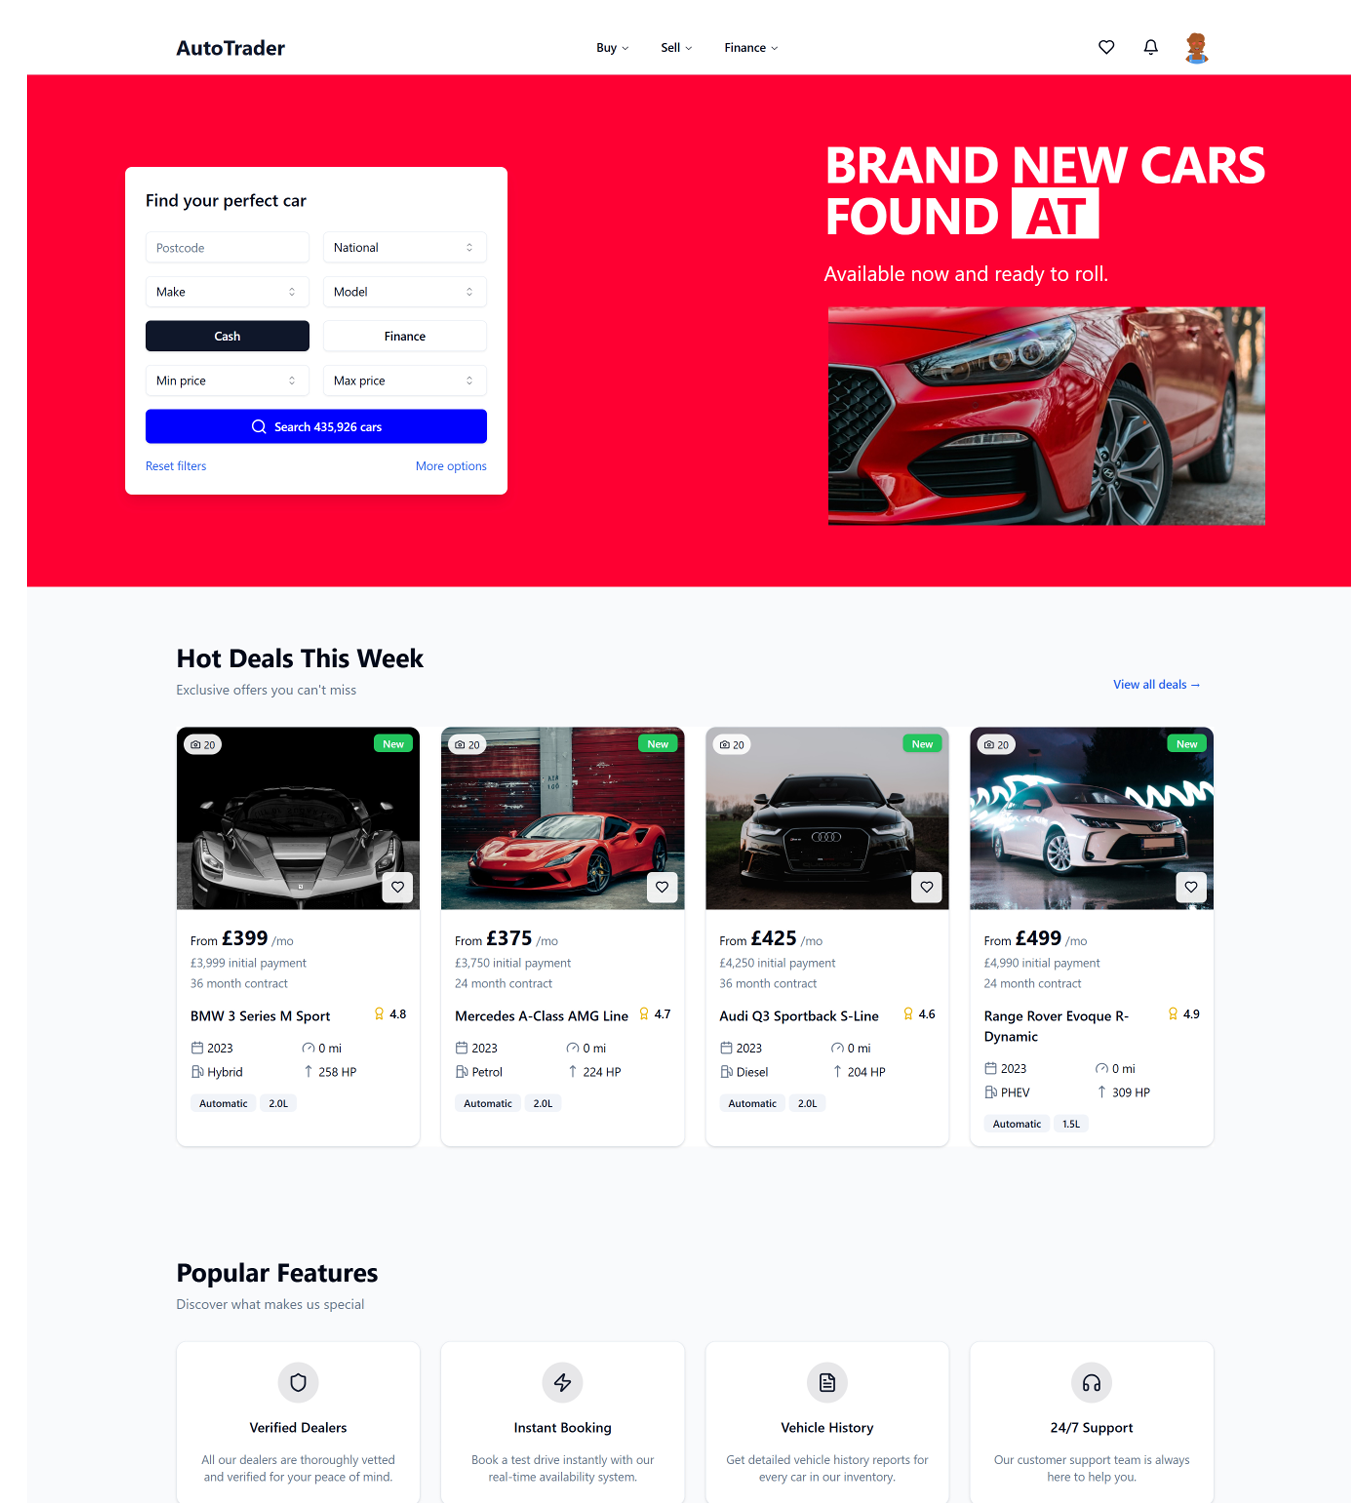 AutoTrader
Buy
Sell
Finance
Find your perfect car
Postcode
National
Make
Model
Cash
Finance
Min price
Max price
Search 435,926 cars
Reset filters
More options
BRAND NEW CARS
FOUND AT
Available now and ready to roll.
Hot Deals This Week
Exclusive offers you can't miss
View all deals →
20
New
From £399 /mo
£3,999 initial payment
36 month contract
BMW 3 Series M Sport
4.8
2023
0 mi
Hybrid
258 HP
Automatic
2.0L
20
New
From £375 /mo
£3,750 initial payment
24 month contract
Mercedes A-Class AMG Line
4.7
2023
0 mi
Petrol
224 HP
Automatic
2.0L
20
New
From £425 /mo
£4,250 initial payment
36 month contract
Audi Q3 Sportback S-Line
4.6
2023
0 mi
Diesel
204 HP
Automatic
2.0L
20
New
From £499 /mo
£4,990 initial payment
24 month contract
Range Rover Evoque R-
Dynamic
4.9
2023
0 mi
PHEV
309 HP
Automatic
1.5L
Popular Features
Discover what makes us special
Verified Dealers
All our dealers are thoroughly vetted
and verified for your peace of mind.
Instant Booking
Book a test drive instantly with our
real-time availability system.
Vehicle History
Get detailed vehicle history reports for
every car in our inventory.
24/7 Support
Our customer support team is always
here to help you.